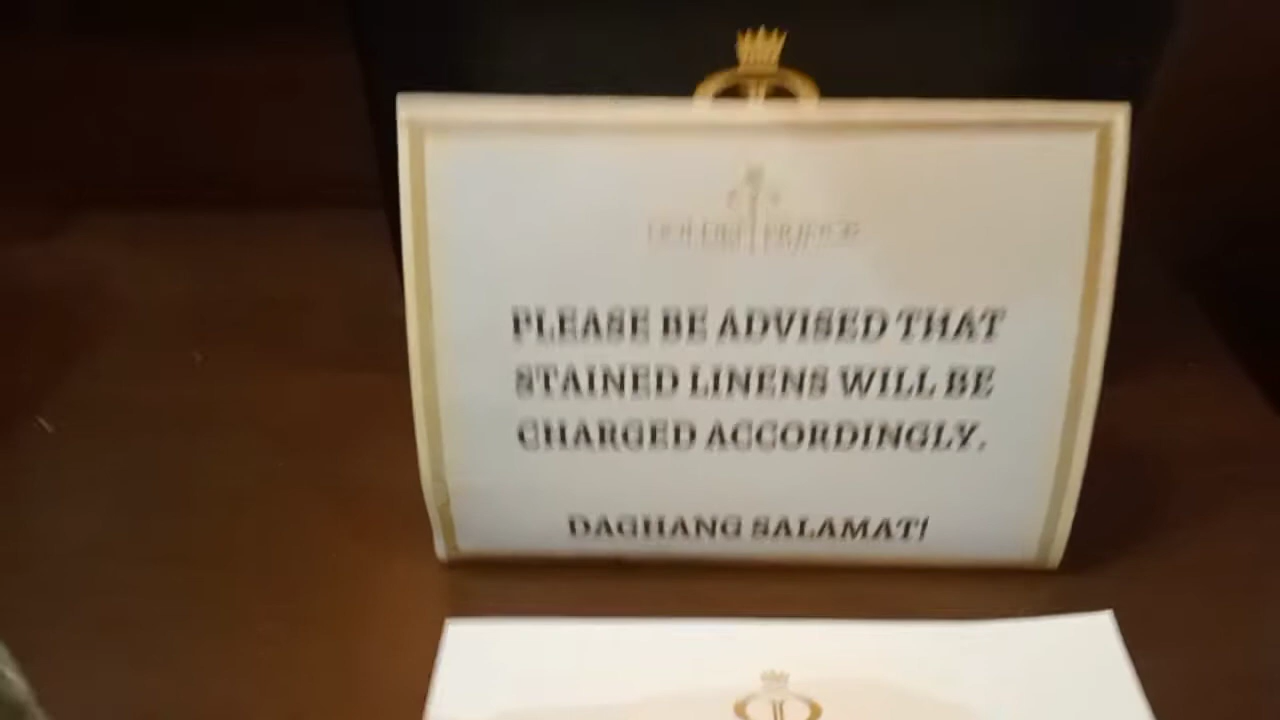 PLEASE BE ADVISED THAT
STAINED LINENS WILL BE
CHARGED ACCORDINGLY.
DAGHANG SALAMAT!